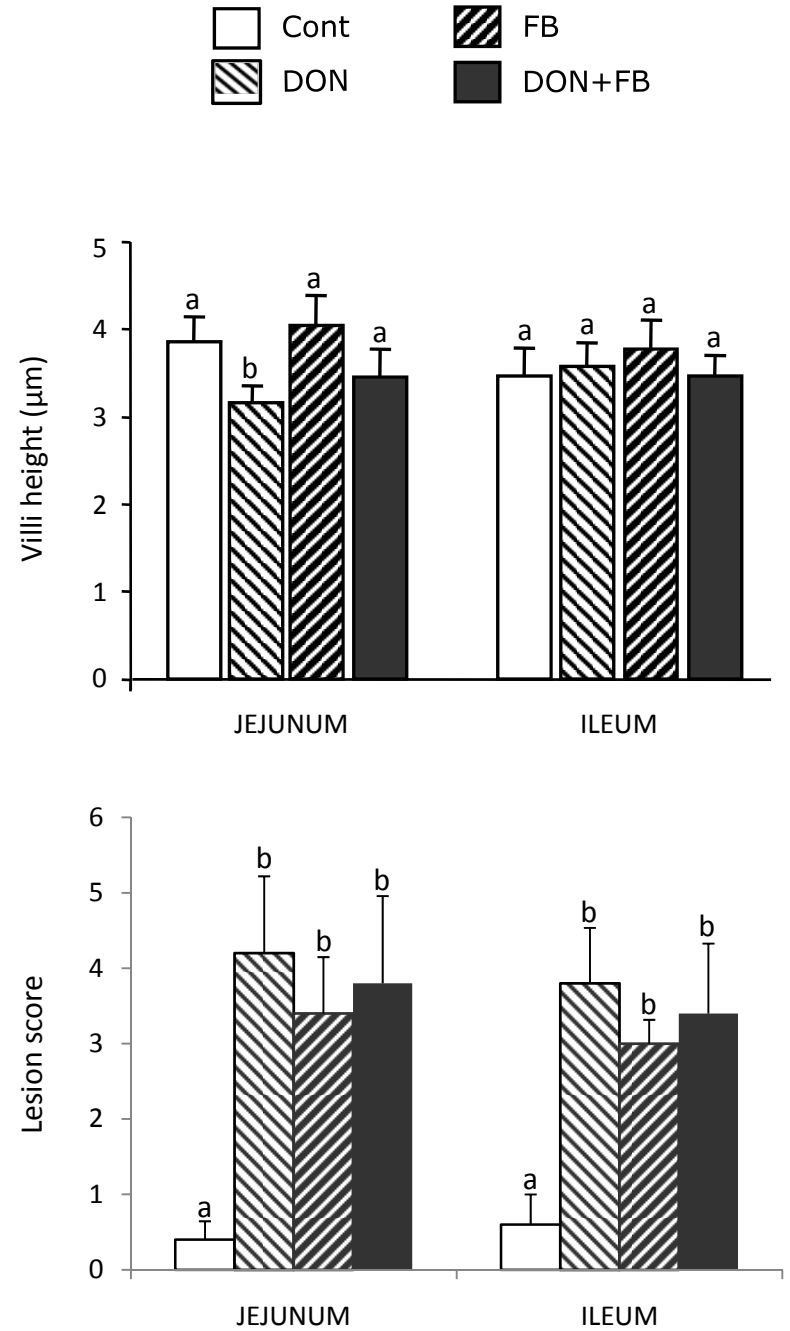 Cont FB
DON DON+FB
5
a
a
a
a
a
a
4
a
b
Villi height (µm)
3
2
1
0
JEJUNUM ILEUM
6
b
b
5
b
b
b
4
b
Lesion score
3
2
a
1
a
0
JEJUNUM ILEUM